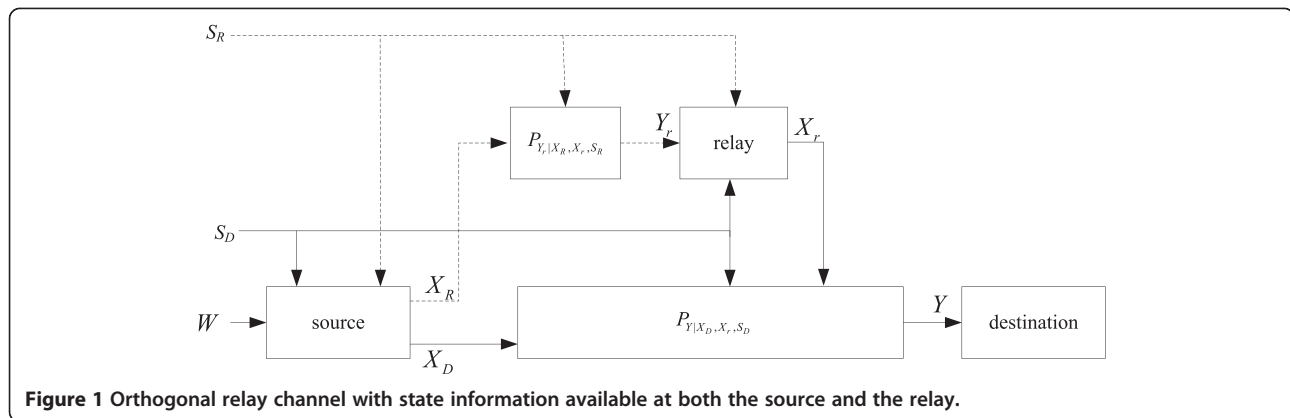 S_R
P_{Y_r|X_R,X_r,S_R}
Y_r
relay
X_r
S_D
W
source
X_R
X_D
P_{Y|X_D,X_r,S_D}
Y
destination
Figure 1 Orthogonal relay channel with state information available at both the source and the relay.